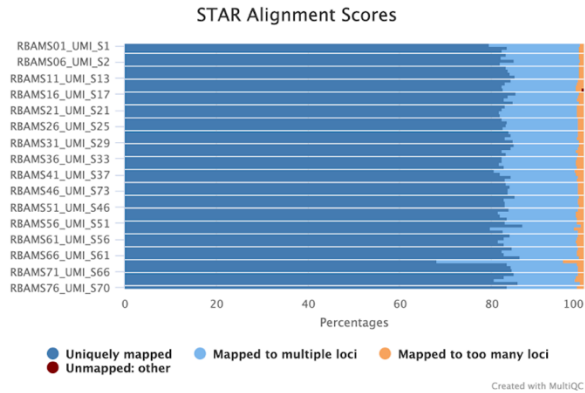 STAR Alignment Scores
RBAMS01_UMI_S1
RBAMS06_UMI_S2
RBAMS11_UMI_S13
RBAMS16_UMI_S17
RBAMS21_UMI_S21
RBAMS26_UMI_S25
RBAMS31_UMI_S29
RBAMS36_UMI_S33
RBAMS41_UMI_S37
RBAMS46_UMI_S73
RBAMS51_UMI_S46
RBAMS56_UMI_S51
RBAMS61_UMI_S56
RBAMS66_UMI_S61
RBAMS71_UMI_S66
RBAMS76_UMI_S70
0 20 40 60 80 100
Percentages
Uniquely mapped Mapped to multiple loci Mapped to too many loci
Unmapped: other
Created with MultiQC